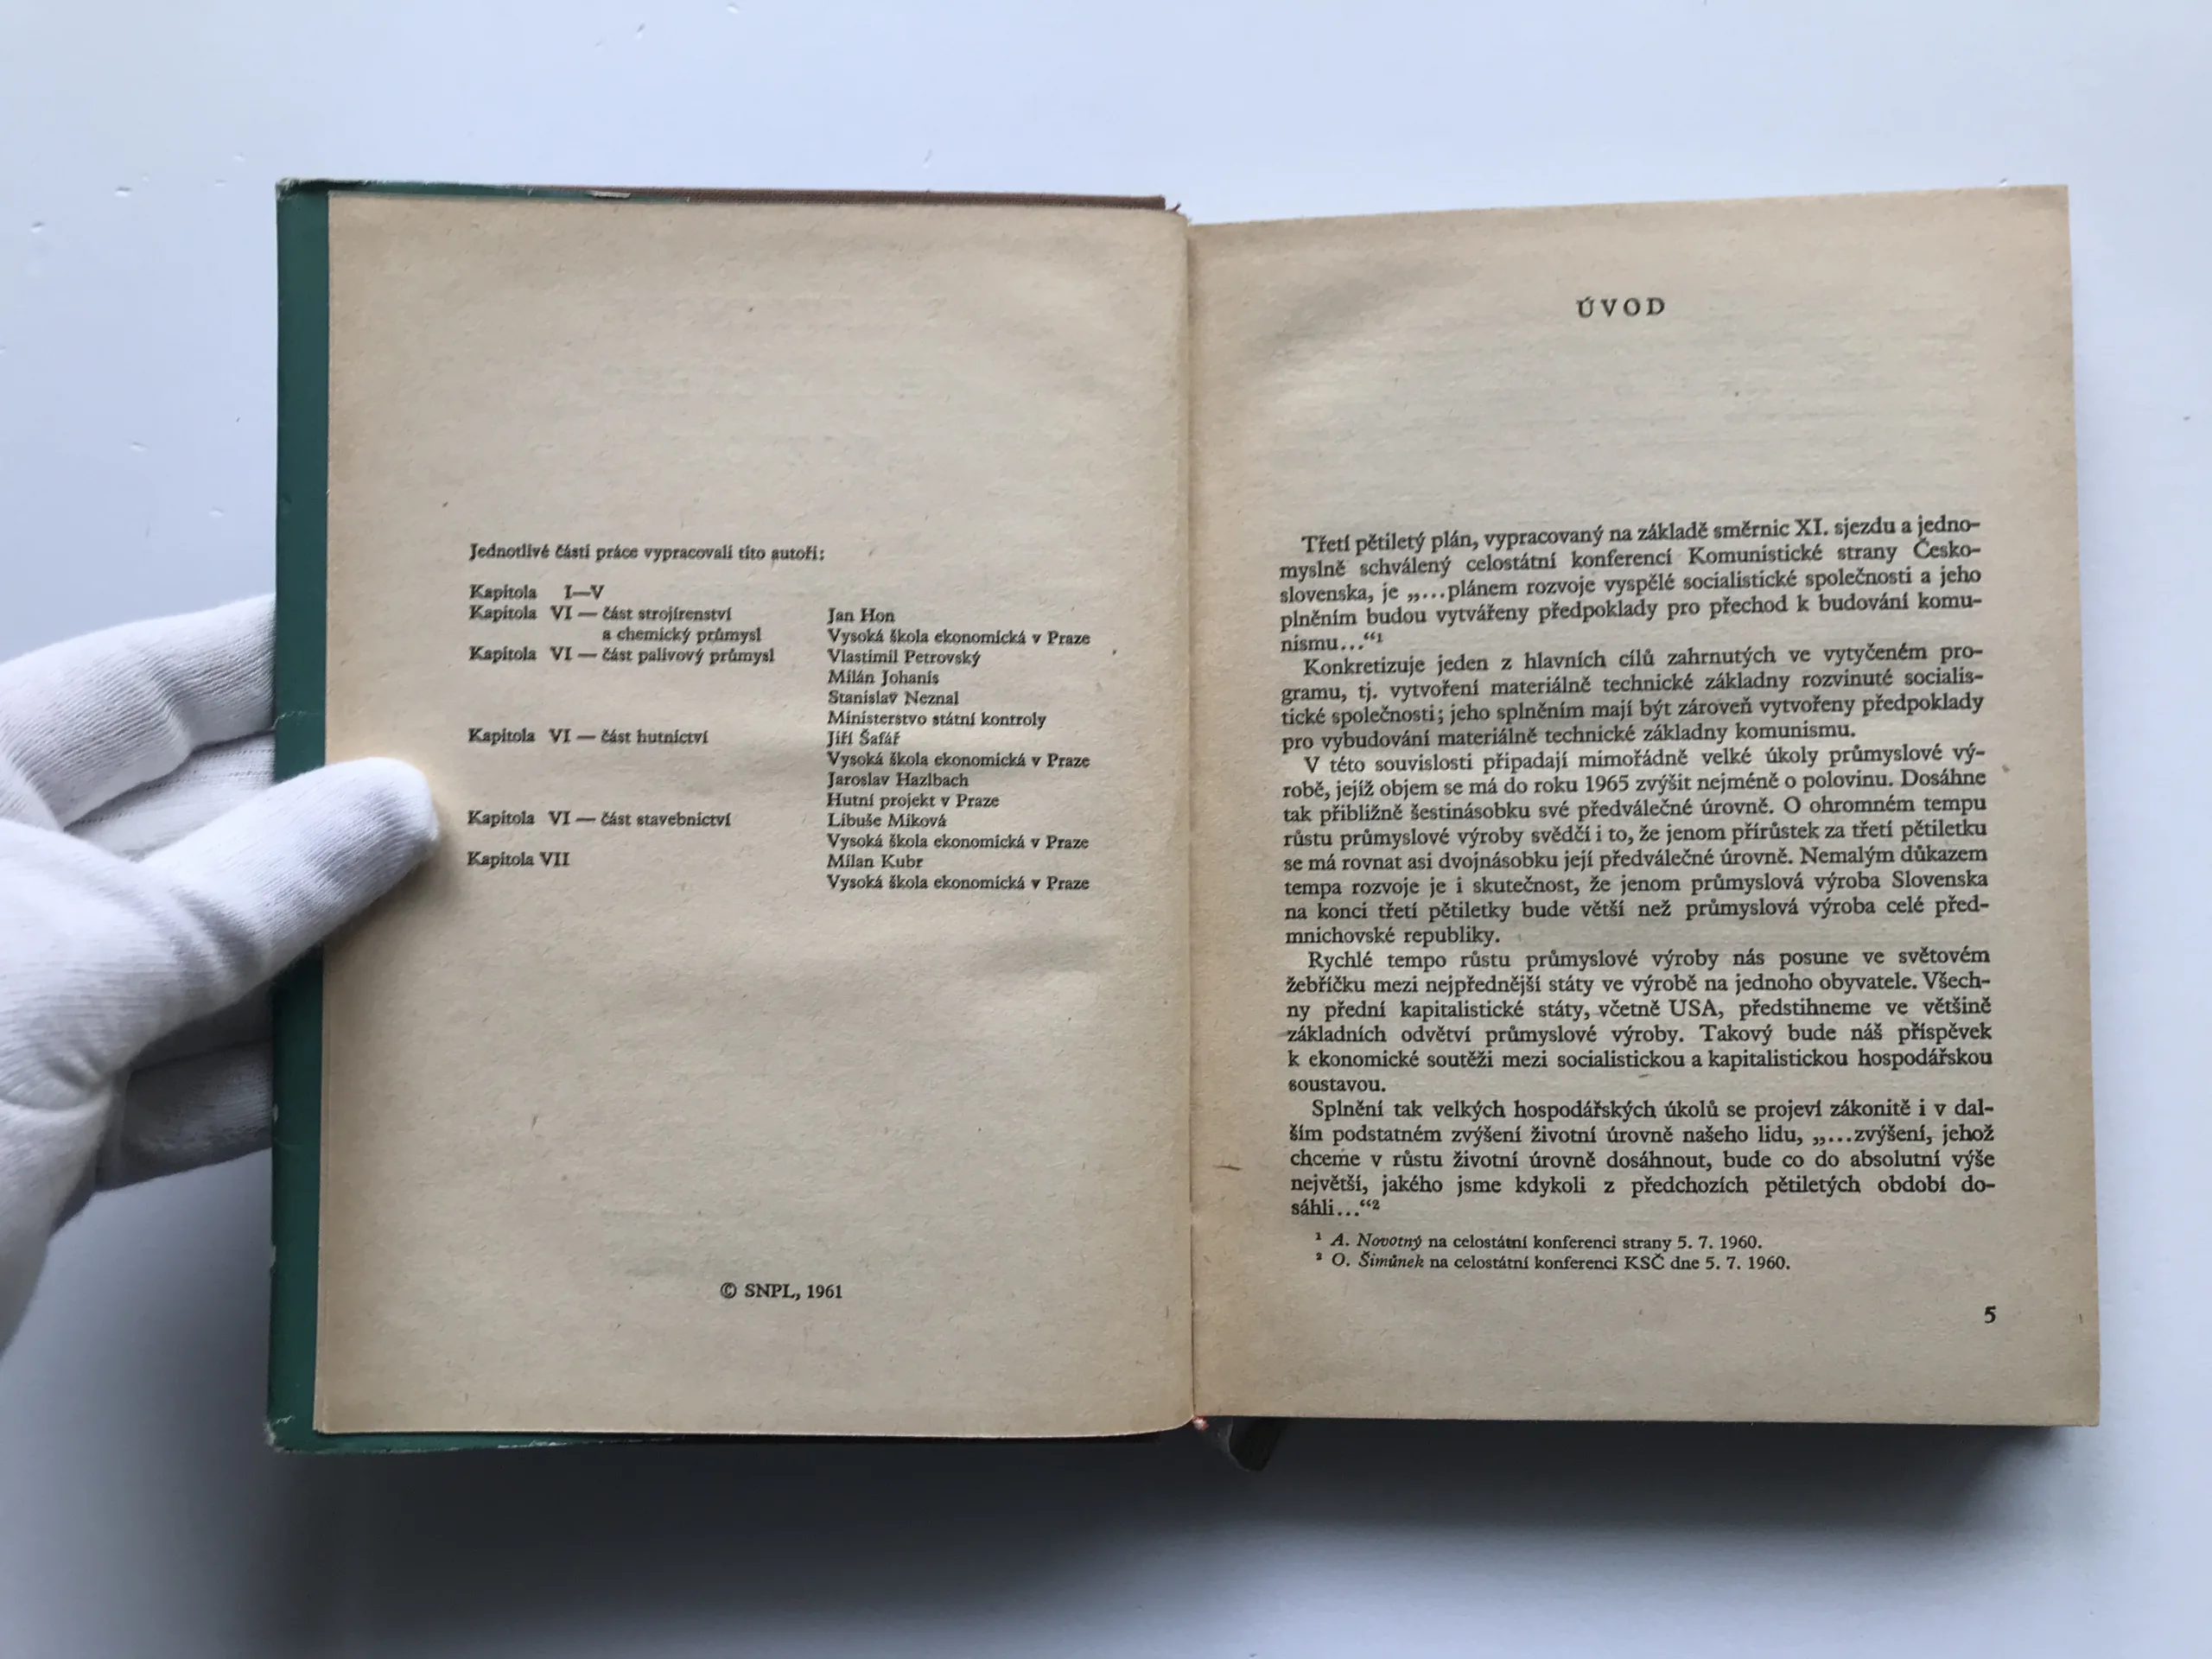 Jednotlivé části práce vypracovali tito autoři:
Kapitola I—V
Kapitola VI — část strojírenství Jan Hon
a chemický průmysl Vysoká škola ekonomická v Praze
Kapitola VI — část palivový průmysl Vlastimil Petrovský
Milán Johanis
Stanislav Neznal
Ministerstvo státní kontroly
Kapitola VI — část hutnictví Jiří Šafář
Vysoká škola ekonomická v Praze
Jaroslav Hazlbach
Hutní projekt v Praze
Kapitola VI — část stavebnictví Libuše Míková
Vysoká škola ekonomická v Praze
Kapitola VII Milan Kubr
Vysoká škola ekonomická v Praze
© SNPL, 1961
ÚVOD
Třetí pětiletý plán, vypracovaný na základě směrnic XI. sjezdu a jedno-
myslně schválený celostátní konferencí Komunistické strany Česko-
slovenska, je „...plánem rozvoje vyspělé socialistické společnosti a jeho
plněním budou vytvářeny předpoklady pro přechod k budování komu-
nismu...“¹
Konkretizuje jeden z hlavních cílů zahrnutých ve vytyčeném pro-
gramu, tj. vytvoření materiálně technické základny rozvinuté socialis-
tické společnosti; jeho splněním mají být zároveň vytvořeny předpoklady
pro vybudování materiálně technické základny komunismu.
V této souvislosti připadají mimořádně velké úkoly průmyslové vý-
robě, jejíž objem se má do roku 1965 zvýšit nejméně o polovinu. Dosáhne
tak přibližně šestinásobku své předválečné úrovně. O ohromném tempu
růstu průmyslové výroby svědčí i to, že jenom přírůstek za třetí pětiletku
se má rovnat asi dvojnásobku její předválečné úrovně. Nemalým důkazem
tempa rozvoje je i skutečnost, že jenom průmyslová výroba Slovenska
na konci třetí pětiletky bude větší než průmyslová výroba celé před-
mnichovské republiky.
Rychlé tempo růstu průmyslové výroby nás posune ve světovém
žebříčku mezi nejpřednější státy ve výrobě na jednoho obyvatele. Všech-
ny přední kapitalistické státy, včetně USA, předstihneme ve většině
základních odvětví průmyslové výroby. Takový bude náš příspěvek
k ekonomické soutěži mezi socialistickou a kapitalistickou hospodářskou
soustavou.
Splnění tak velkých hospodářských úkolů se projeví zákonitě i v dal-
ším podstatném zvýšení životní úrovně našeho lidu, „...zvýšení, jehož
chceme v růstu životní úrovně dosáhnout, bude co do absolutní výše
největší, jakého jsme kdykoli z předchozích pětiletých období do-
sáhli...“²
¹ A. Novotný na celostátní konferenci strany 5. 7. 1960.
² O. Šimůnek na celostátní konferenci KSČ dne 5. 7. 1960.
5